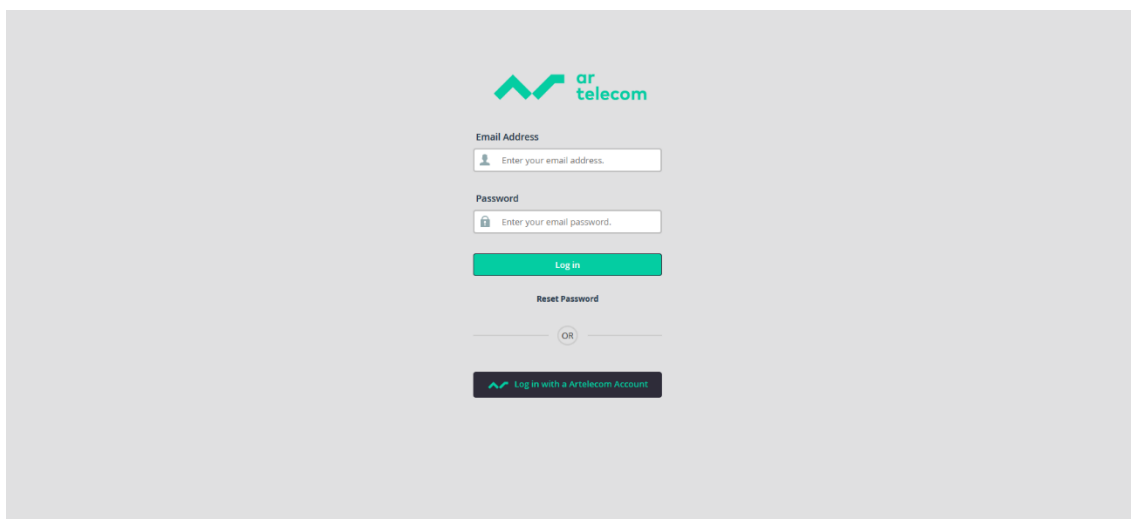 ar
telecom
Email Address
Enter your email address.
Password
Enter your email password.
Log in
Reset Password
OR
Log in with a Artelecom Account